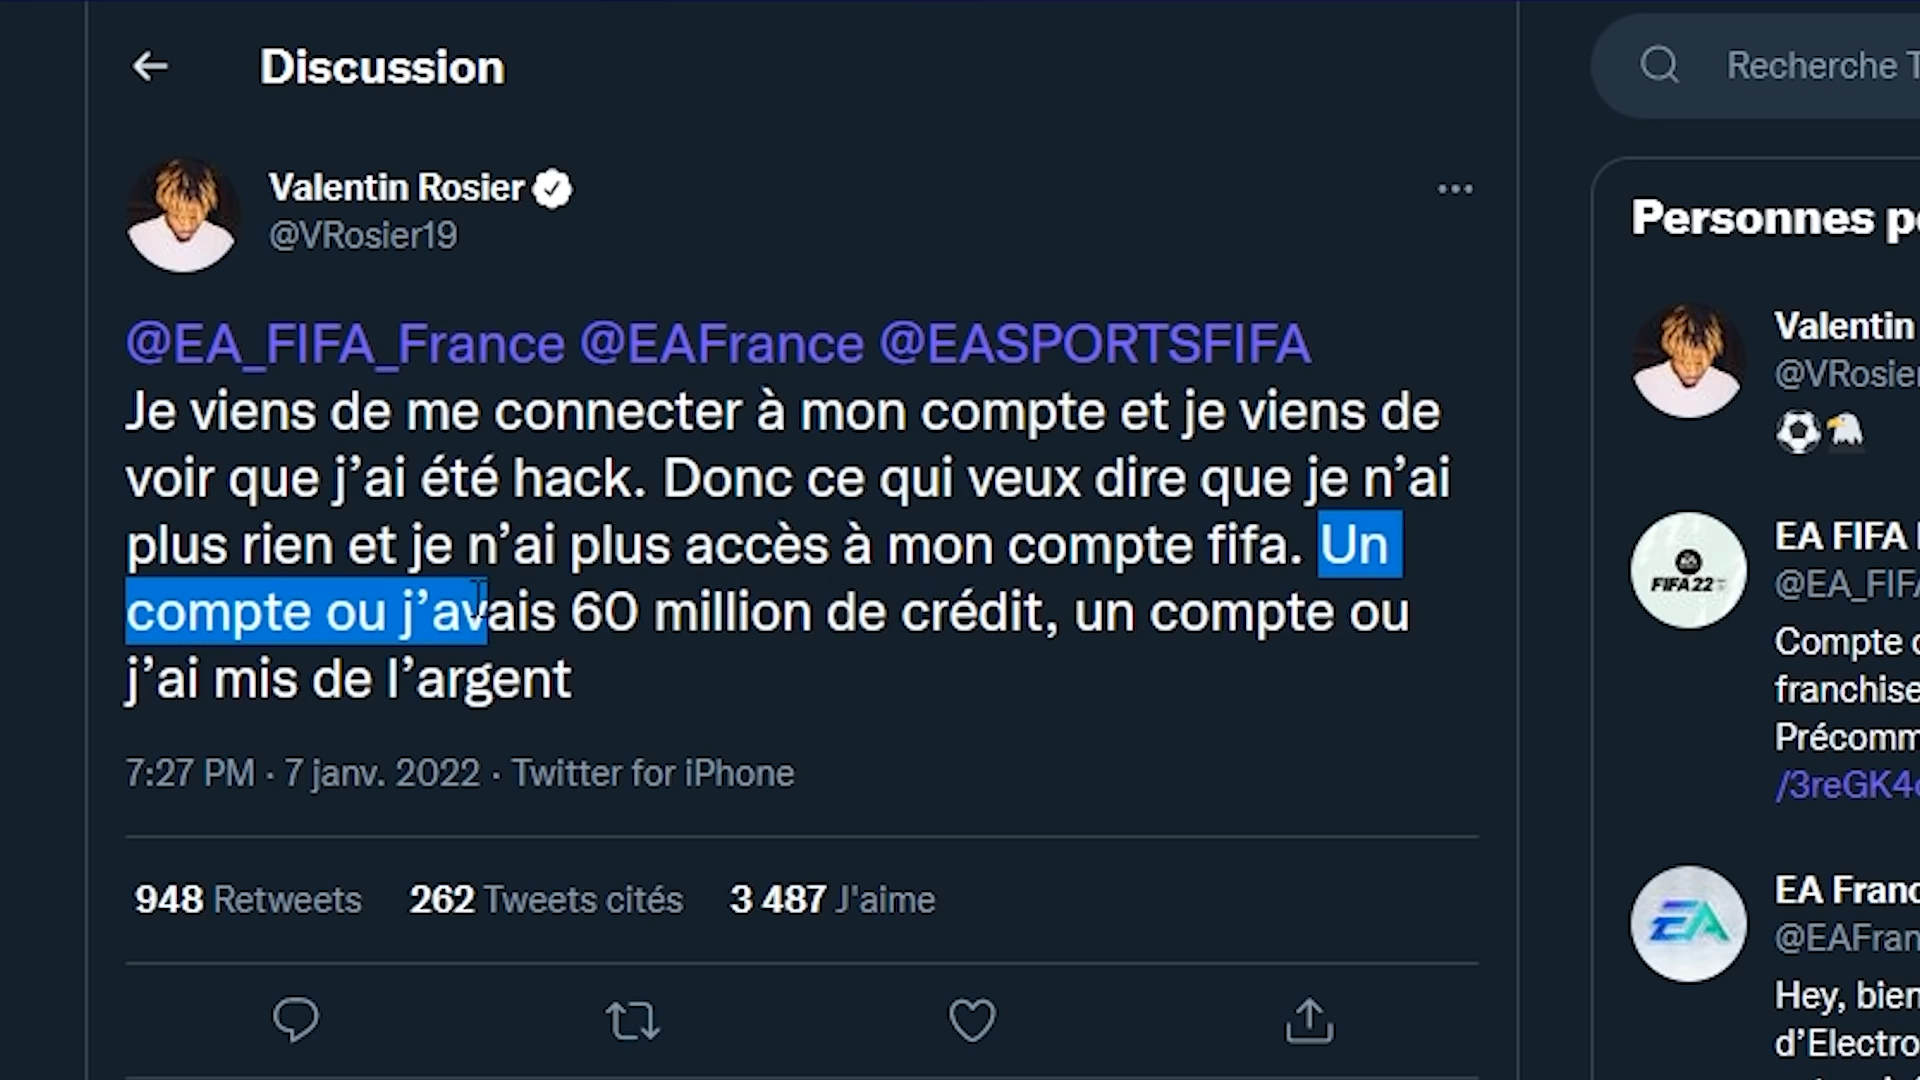 Discussion
Recherche T
Valentin Rosier
@VRosier19
@EA_FIFA_France @EAFrance @EASPORTSFIFA
Je viens de me connecter à mon compte et je viens de
voir que j’ai été hack. Donc ce qui veux dire que je n’ai
plus rien et je n’ai plus accès à mon compte fifa. Un
compte ou j’avais 60 million de crédit, un compte ou
j’ai mis de l’argent
7:27 PM · 7 janv. 2022 · Twitter for iPhone
948 Retweets 262 Tweets cités 3 487 J'aime
Personnes pe
Valentin
@VRosier
EA FIFA
FIFA 22
@EA_FIFA
Compte
franchise
Précomm
/3reGK4
EA Franc
EA
@EAFran
Hey, bien
d’Electro